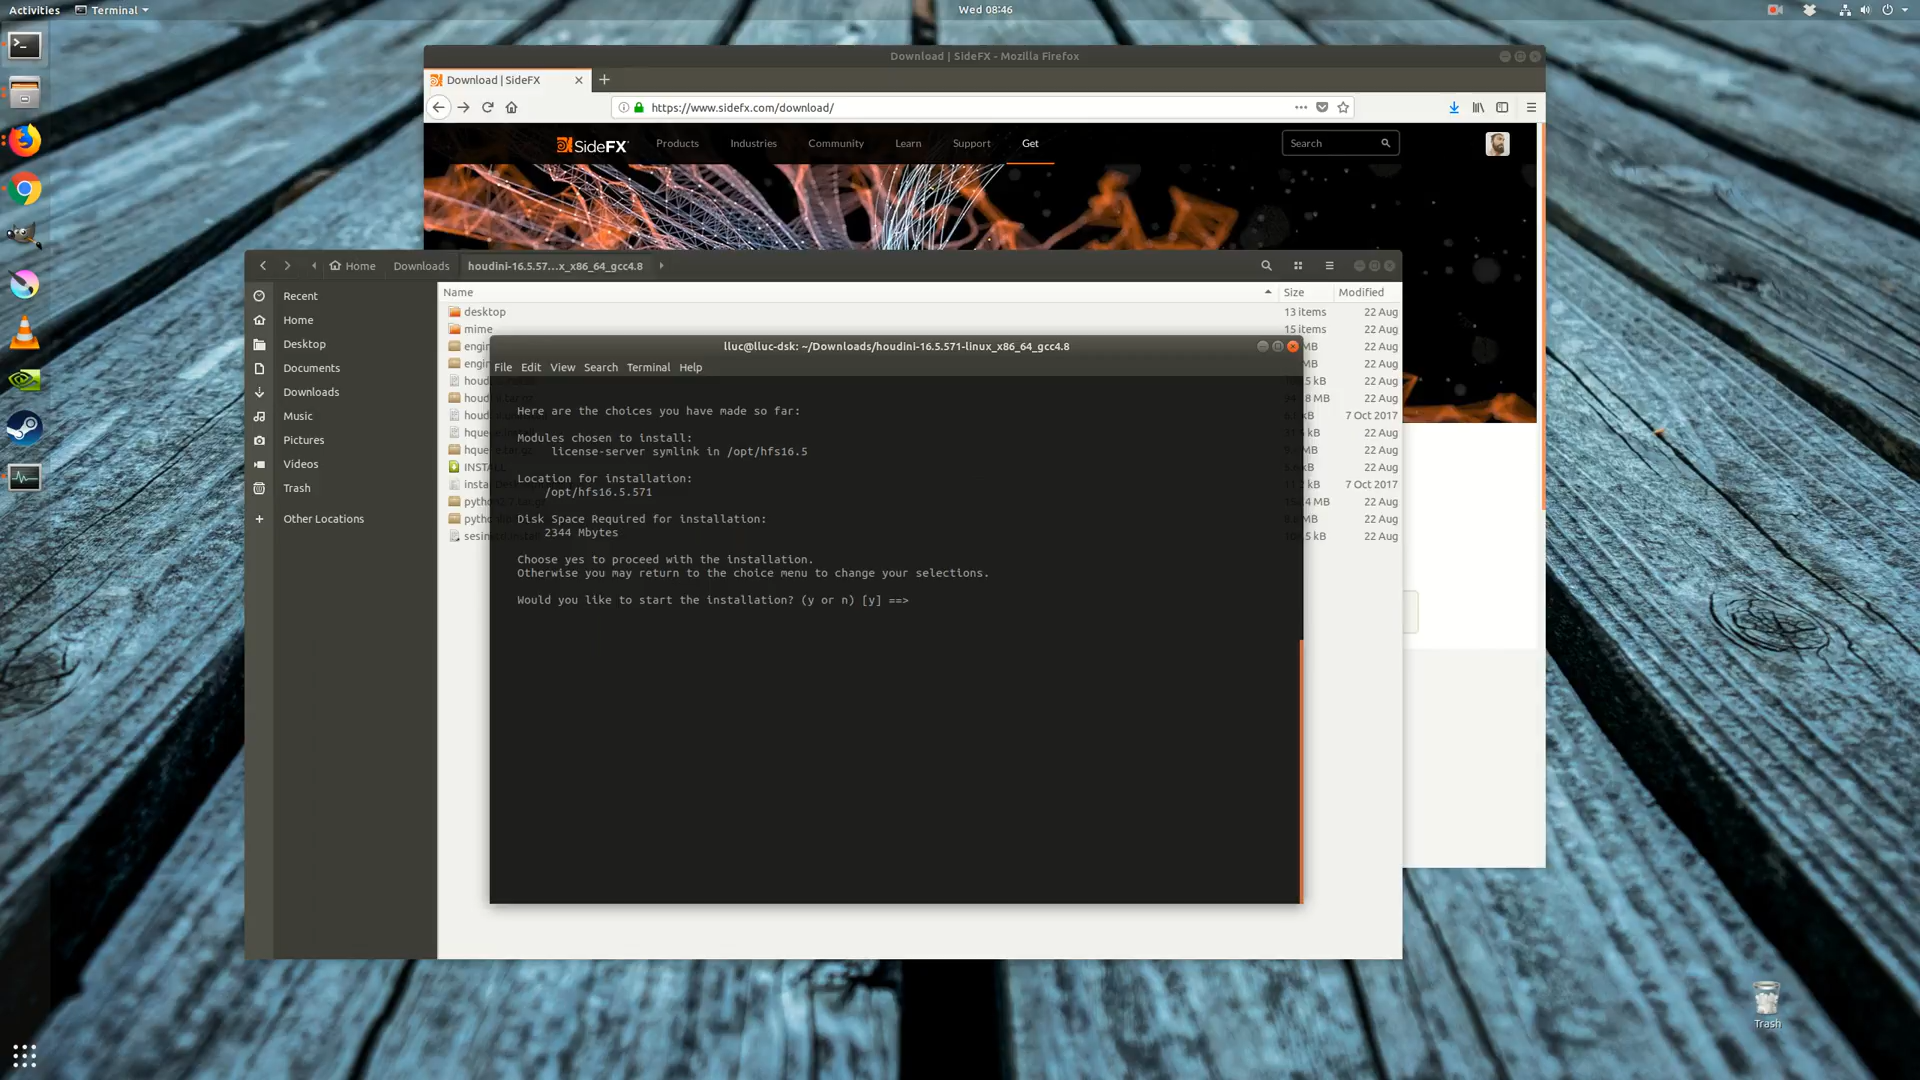 Activities
Terminal
Wed 08:46
Download | SideFX - Mozilla Firefox
Download | SideFX
https://www.sidefx.com/download/
SideFX
Products
Industries
Community
Learn
Support
Get
Search
Home
Downloads
houdini-16.5.57...x_x86_64_gcc4.8
Recent
Home
Desktop
Documents
Downloads
Music
Pictures
Videos
Trash
Other Locations
Name
Size
Modified
desktop
13 items
22 Aug
mime
15 items
22 Aug
22 Aug
22 Aug
22 Aug
22 Aug
7 Oct 2017
22 Aug
22 Aug
22 Aug
7 Oct 2017
22 Aug
22 Aug
22 Aug
lluc@lluc-dsk: ~/Downloads/houdini-16.5.571-linux_x86_64_gcc4.8
File Edit View Search Terminal Help
Here are the choices you have made so far:
Modules chosen to install:
license-server symlink in /opt/hfs16.5
Location for installation:
/opt/hfs16.5.571
Disk Space Required for installation:
2344 Mbytes
Choose yes to proceed with the installation.
Otherwise you may return to the choice menu to change your selections.
Would you like to start the installation? (y or n) [y] ==>
Trash